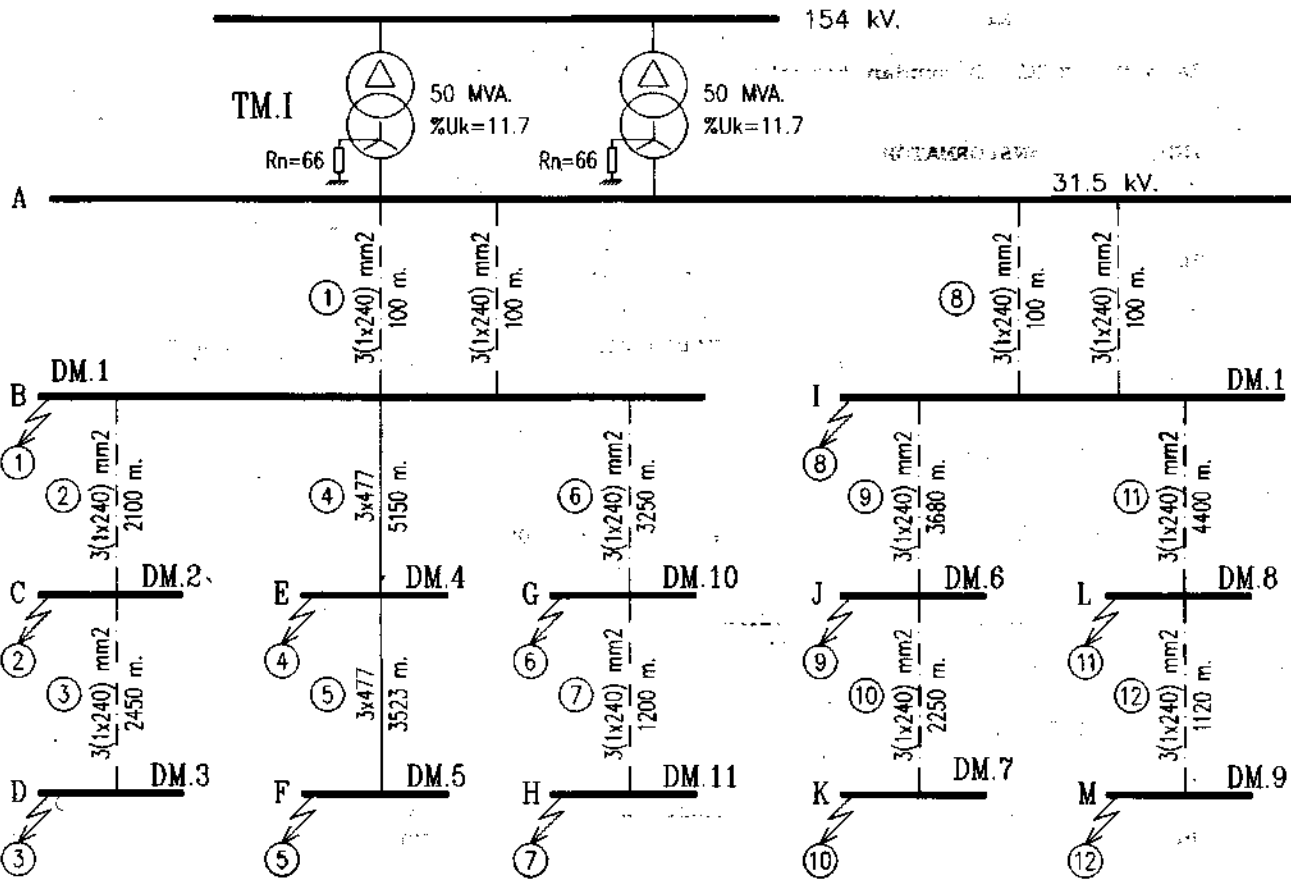 154 kV.
TM.I
50 MVA.
%Uk=11.7
Rn=66
50 MVA.
%Uk=11.7
Rn=66
A
31.5 kV.
1
3(1x240) mm2
100 m.
3(1x240) mm2
100 m.
8
3(1x240) mm2
100 m.
3(1x240) mm2
100 m.
B
DM.1
1
I
DM.1
8
2
3(1x240) mm2
2100 m.
4
3x477
5150 m.
6
3(1x240) mm2
3250 m.
9
3(1x240) mm2
3680 m.
11
3(1x240) mm2
4400 m.
C
DM.2
2
E
DM.4
4
G
DM.10
6
J
DM.6
9
L
DM.8
11
3
3(1x240) mm2
2450 m.
5
3x477
3523 m.
7
3(1x240) mm2
1200 m.
10
3(1x240) mm2
2250 m.
12
3(1x240) mm2
1120 m.
D
DM.3
3
F
DM.5
5
H
DM.11
7
K
DM.7
10
M
DM.9
12